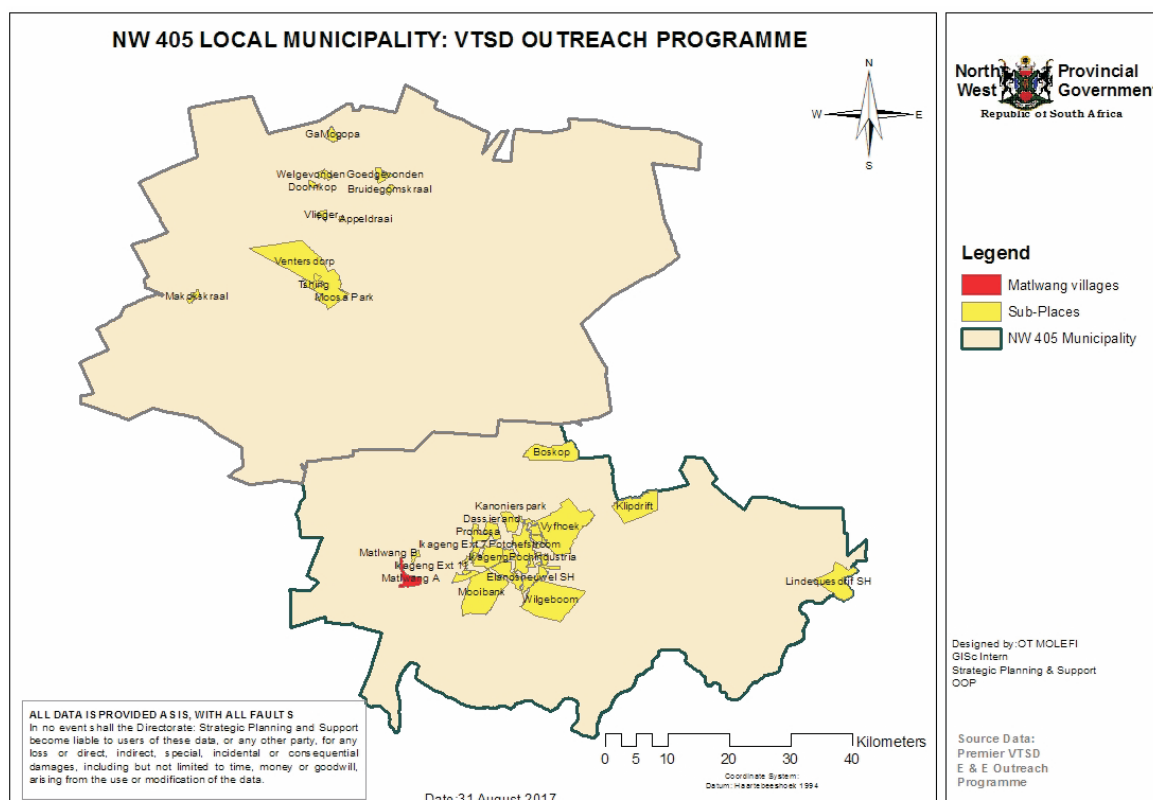 NW 405 LOCAL MUNICIPALITY: VTSD OUTREACH PROGRAMME
North West Provincial Government
Republic of South Africa
N
W E
S
GaMogopa
Welgevonden Goedgevonden
Doornkop Bruidegomskraal
Vlieger Appeldraai
Ventersdorp
Tshing
Makokskraal Moosa Park
Legend
Matlwang villages
Sub-Places
NW 405 Municipality
Boskop
Kanonierspark Klipdrift
Dassierand Vyfhoek
Promosa
Ikageng Ext 7 Potchefstroom
Matlwang B Ikageng Potchindustria
Ikageng Ext 11
Matlwang A Elandsheuwel SH Lindequesdrif SH
Mooibank Wilgeboom
Designed by:OT MOLEFI
GISc Intern
Strategic Planning & Support
OOP
ALL DATA IS PROVIDED AS IS, WITH ALL FAULTS
In no event shall the Directorate: Strategic Planning and Support
become liable to users of these data, or any other party, for any
loss or direct, indirect, special, incidental or consequential
damages, including but not limited to time, money or goodwill,
arising from the use or modification of the data.
Kilometers
0 5 10 20 30 40
Coordinate System:
Datum: Haartebeeshoek 1994
Date:31 August 2017
Source Data:
Premier VTSD
E & E Outreach
Programme